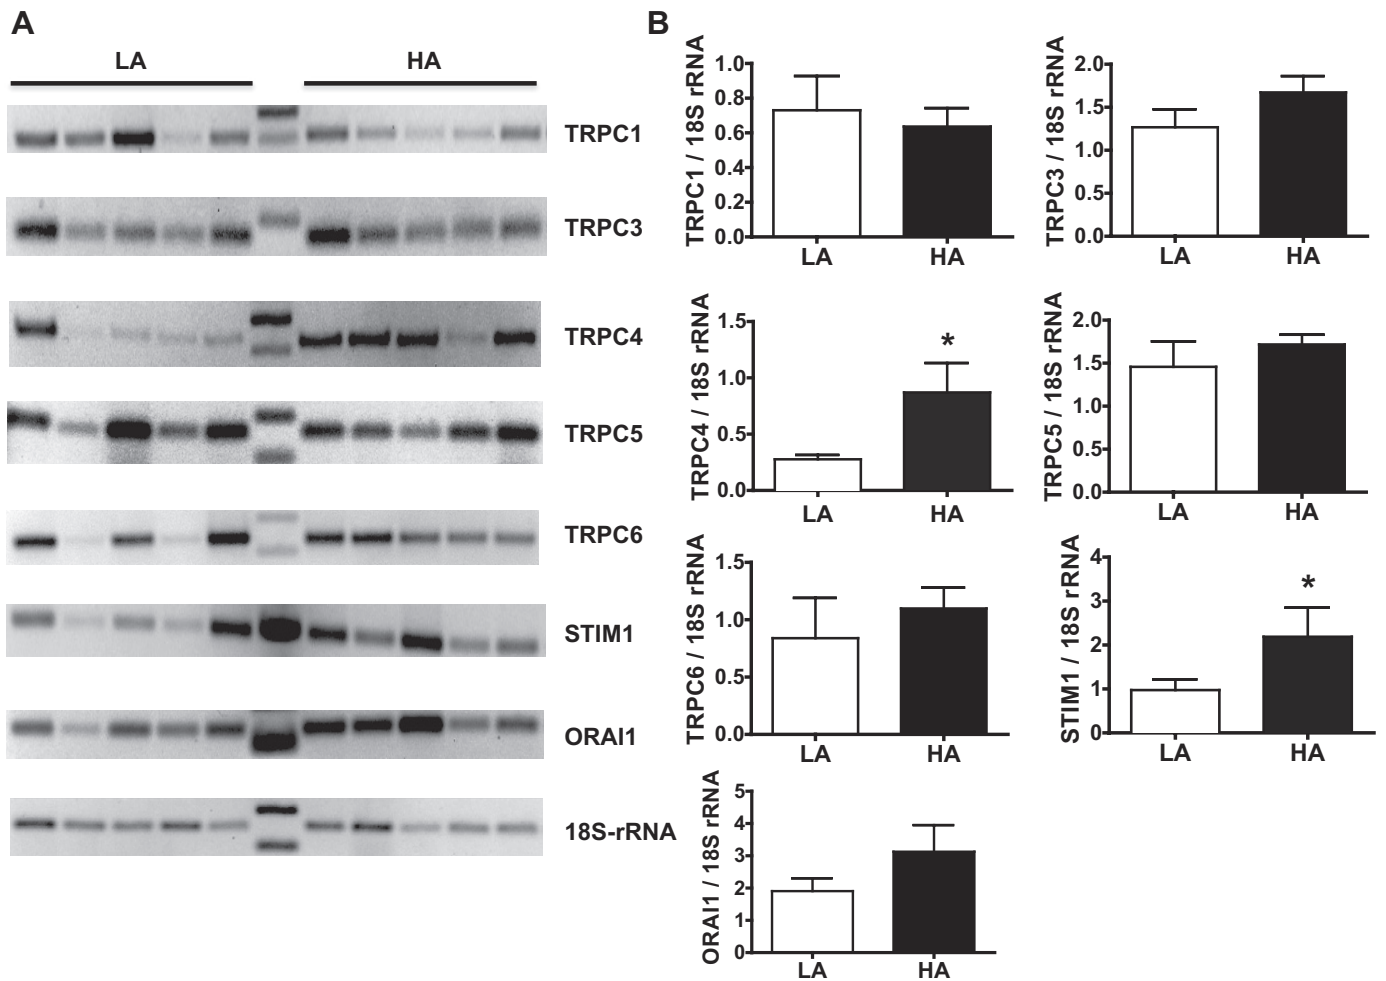 A
LA
HA
TRPC1
TRPC3
TRPC4
TRPC5
TRPC6
STIM1
ORAI1
18S-rRNA
B
TRPC1 / 18S rRNA
1.0
0.8
0.6
0.4
0.2
0.0
LA
HA
TRPC3 / 18S rRNA
2.0
1.5
1.0
0.5
0.0
LA
HA
TRPC4 / 18S rRNA
1.5
1.0
0.5
0.0
*
LA
HA
TRPC5 / 18S rRNA
2.0
1.5
1.0
0.5
0.0
LA
HA
TRPC6 / 18S rRNA
1.5
1.0
0.5
0.0
LA
HA
STIM1 / 18S rRNA
4
3
2
1
0
*
LA
HA
ORAI1 / 18S rRNA
5
4
3
2
1
0
LA
HA